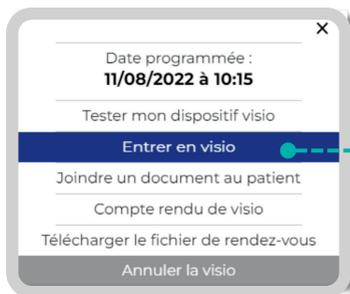 ×
Date programmée :
11/08/2022 à 10:15
Tester mon dispositif visio
Entrer en visio
Joindre un document au patient
Compte rendu de visio
Télécharger le fichier de rendez-vous
Annuler la visio